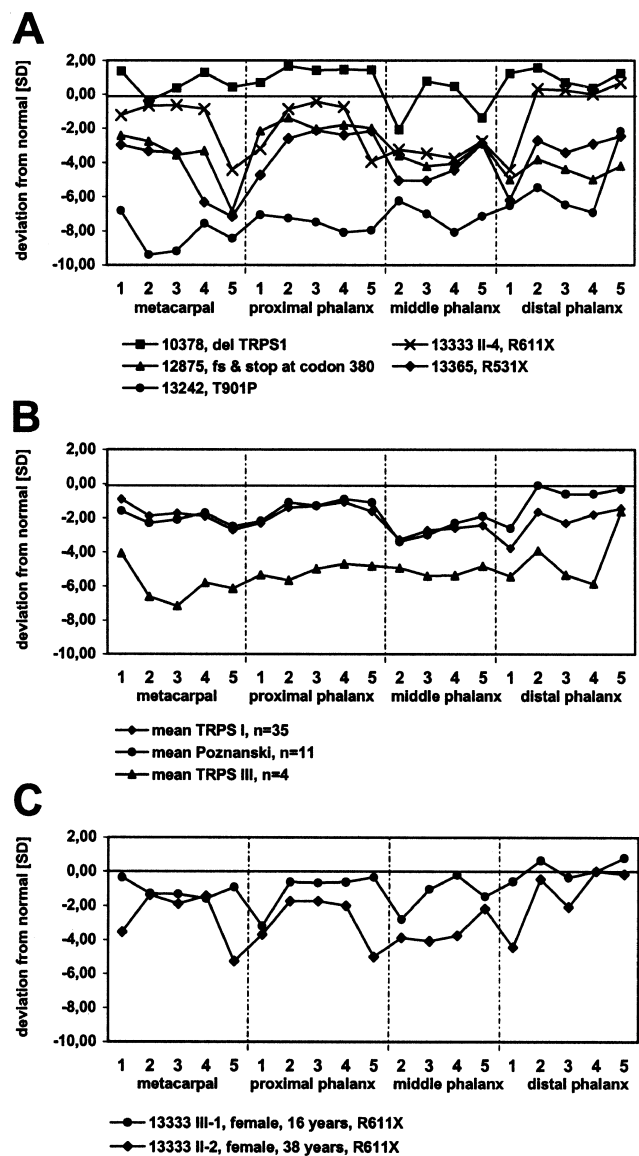 A
deviation from normal [SD]
2,00
0,00
-2,00
-4,00
-6,00
-8,00
-10,00
1 2 3 4 5 1 2 3 4 5 2 3 4 5 1 2 3 4 5
metacarpal proximal phalanx middle phalanx distal phalanx
10378, del TRPS1
13333 II-4, R611X
12875, fs & stop at codon 380
13365, R531X
13242, T901P
B
deviation from normal [SD]
2,00
0,00
-2,00
-4,00
-6,00
-8,00
-10,00
1 2 3 4 5 1 2 3 4 5 2 3 4 5 1 2 3 4 5
metacarpal proximal phalanx middle phalanx distal phalanx
mean TRPS I, n=35
mean Poznanski, n=11
mean TRPS III, n=4
C
deviation from normal [SD]
2,00
0,00
-2,00
-4,00
-6,00
-8,00
-10,00
1 2 3 4 5 1 2 3 4 5 2 3 4 5 1 2 3 4 5
metacarpal proximal phalanx middle phalanx distal phalanx
13333 III-1, female, 16 years, R611X
13333 II-2, female, 38 years, R611X